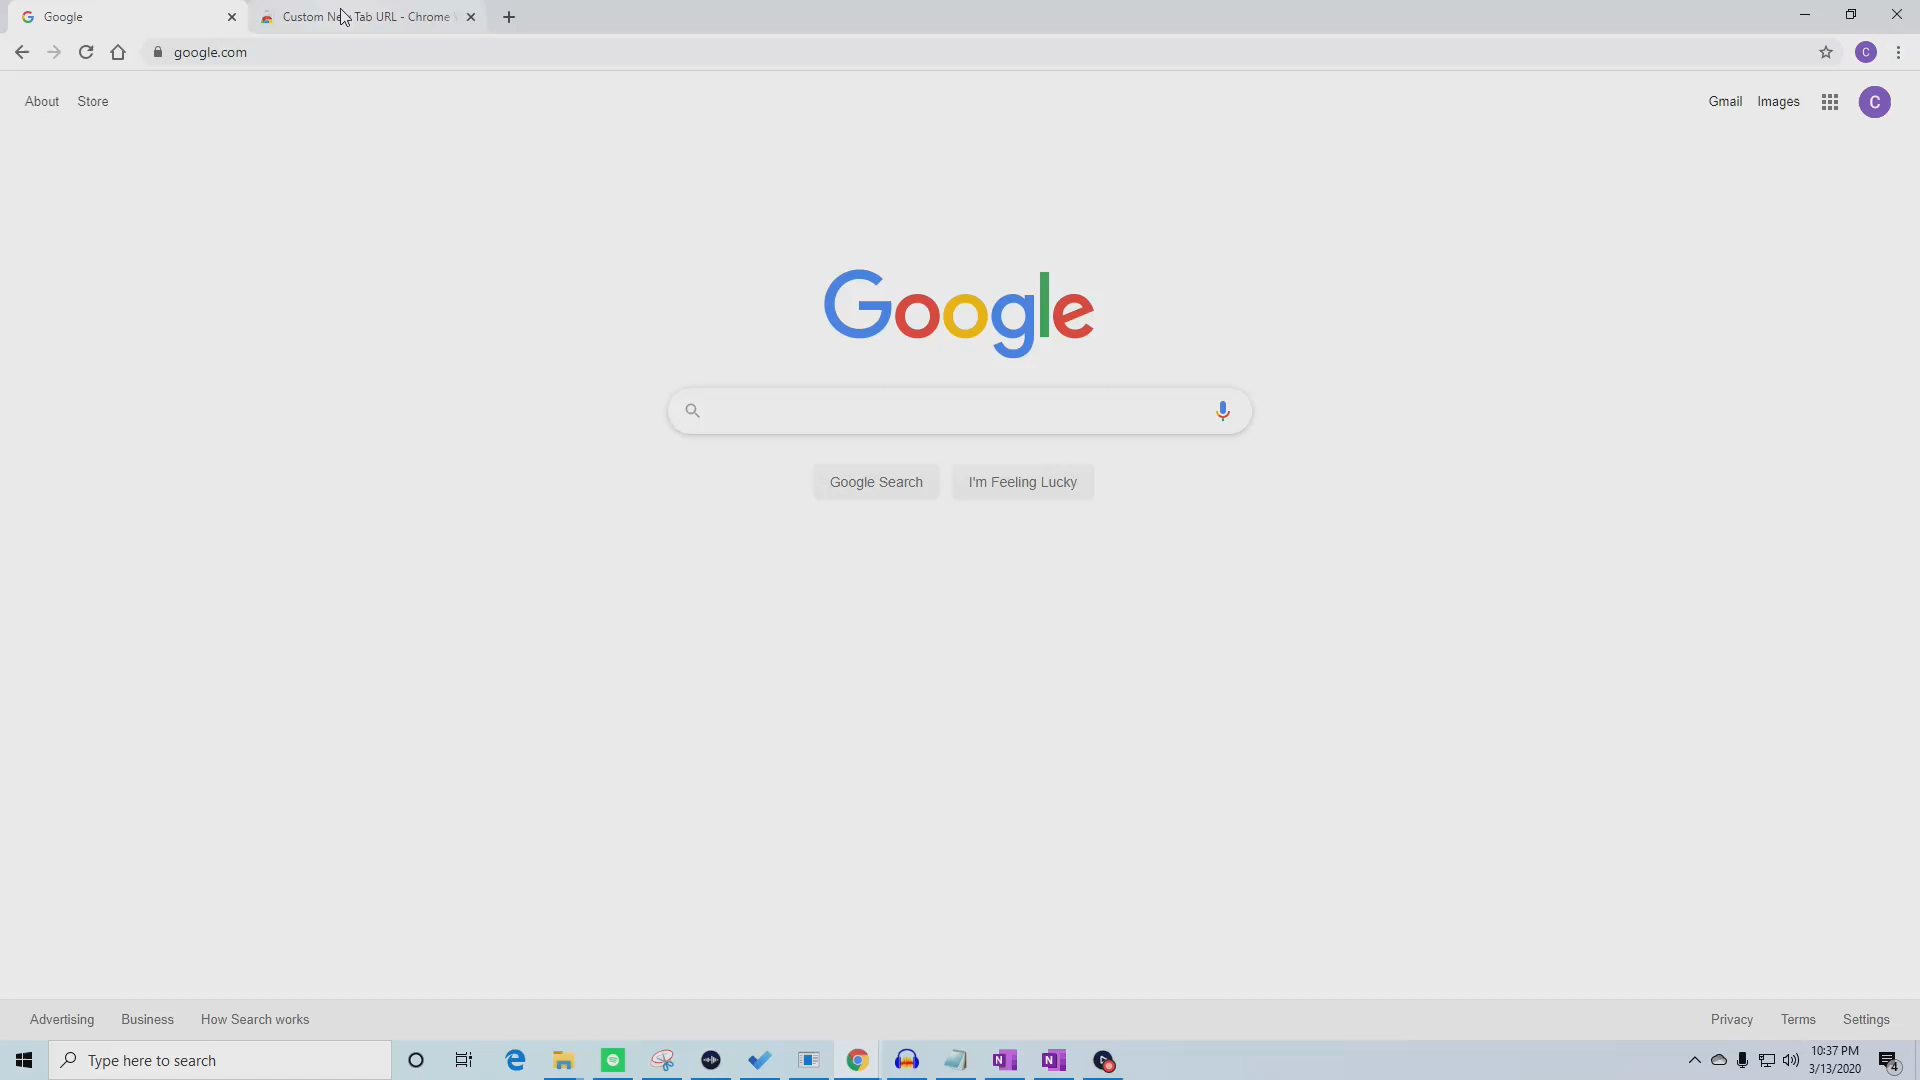 Google
Custom New Tab URL - Chrome
google.com
About
Store
Gmail
Images
C
C
Google
Google Search
I'm Feeling Lucky
Advertising
Business
How Search works
Privacy
Terms
Settings
Type here to search
N
N
10:37 PM
3/13/2020
4